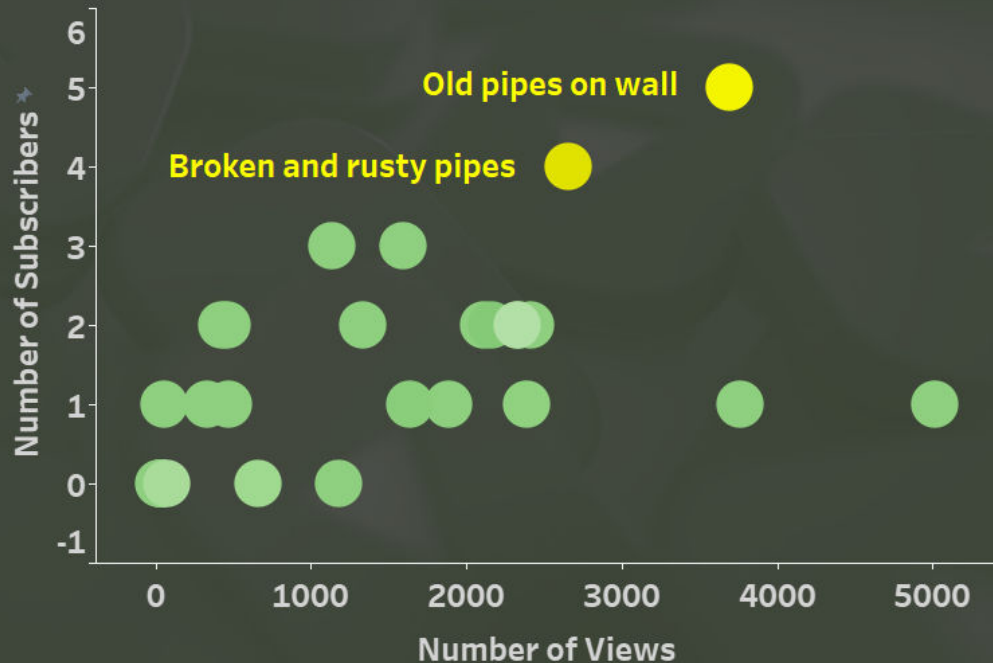 6
5
4
3
2
1
0
-1
Number of Subscribers
Old pipes on wall
Broken and rusty pipes
0 1000 2000 3000 4000 5000
Number of Views